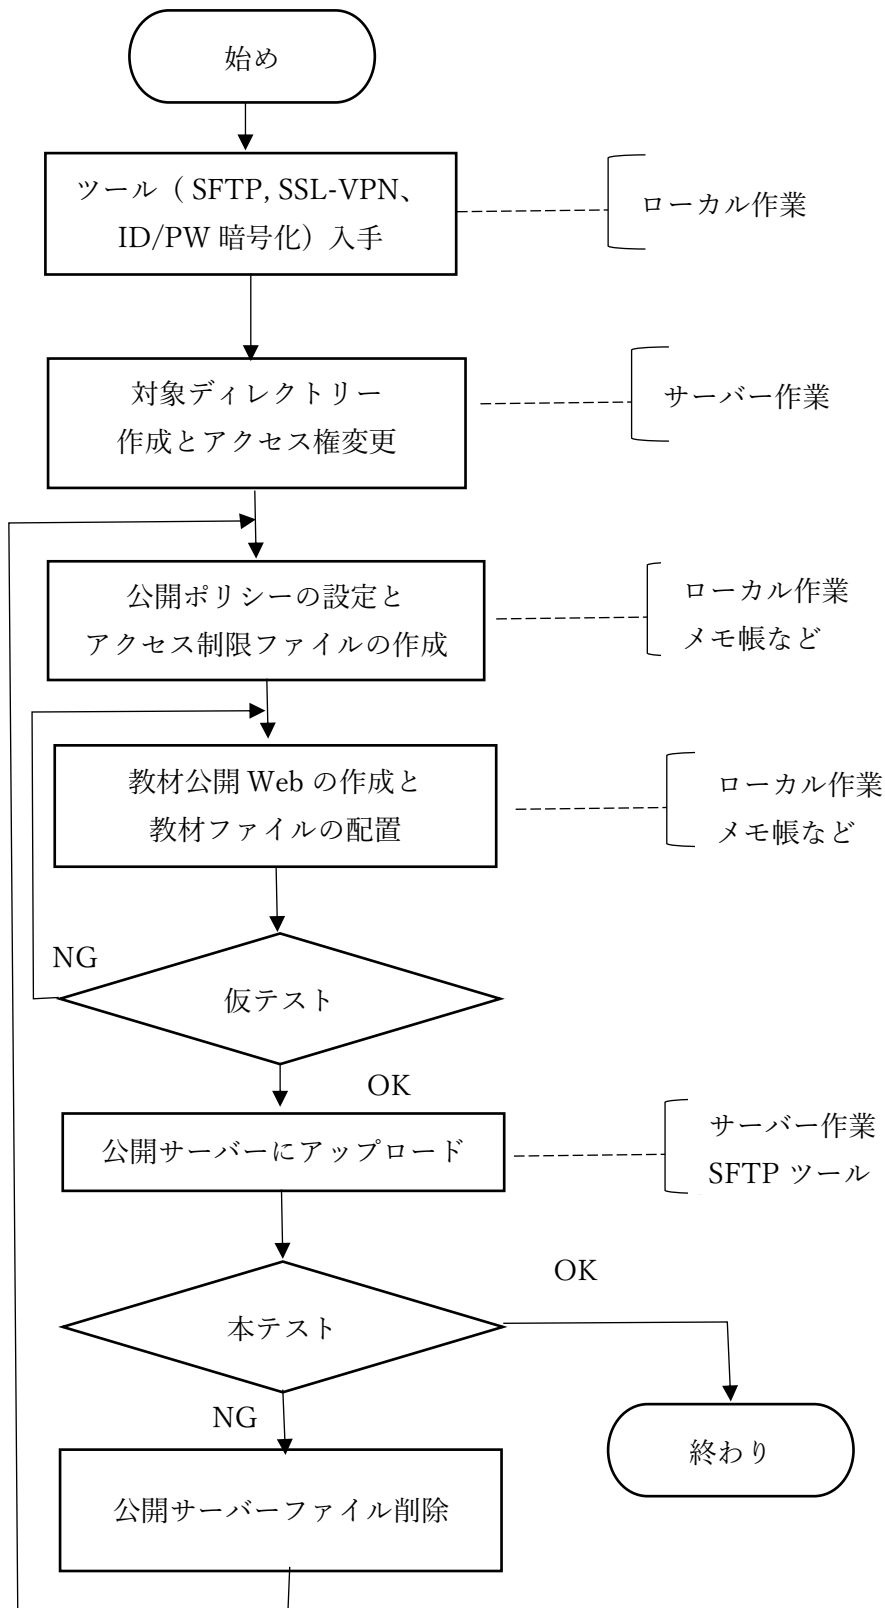 始め
ツール（SFTP, SSL-VPN、
ID/PW 暗号化）入手
ローカル作業
対象ディレクトリー
作成とアクセス権変更
サーバー作業
公開ポリシーの設定と
アクセス制限ファイルの作成
ローカル作業
メモ帳など
教材公開 Web の作成と
教材ファイルの配置
ローカル作業
メモ帳など
NG
仮テスト
OK
公開サーバーにアップロード
サーバー作業
SFTP ツール
OK
本テスト
NG
終わり
公開サーバーファイル削除